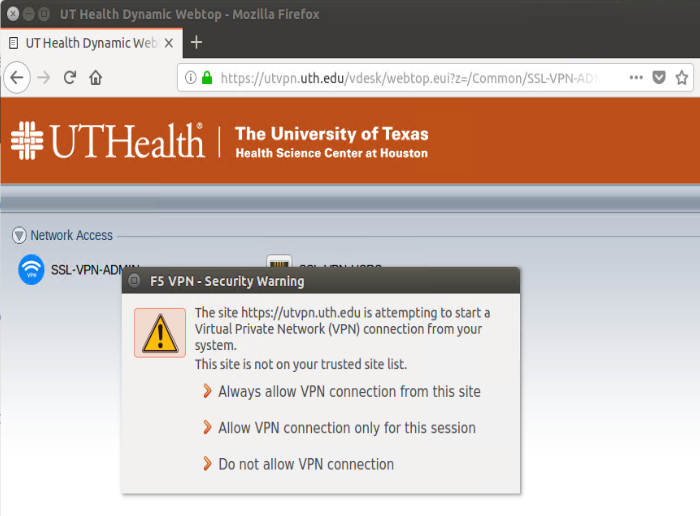 UT Health Dynamic Webtop - Mozilla Firefox
UT Health Dynamic Web
https://utvpn.uth.edu/vdesk/webtop.eui?z=/Common/SSL-VPN-ADM
UTHealth® | The University of Texas
Health Science Center at Houston
Network Access
VPN
SSL-VPN-ADMIN
F5 VPN - Security Warning
The site https://utvpn.uth.edu is attempting to start a
Virtual Private Network (VPN) connection from your
system.
This site is not on your trusted site list.
Always allow VPN connection from this site
Allow VPN connection only for this session
Do not allow VPN connection